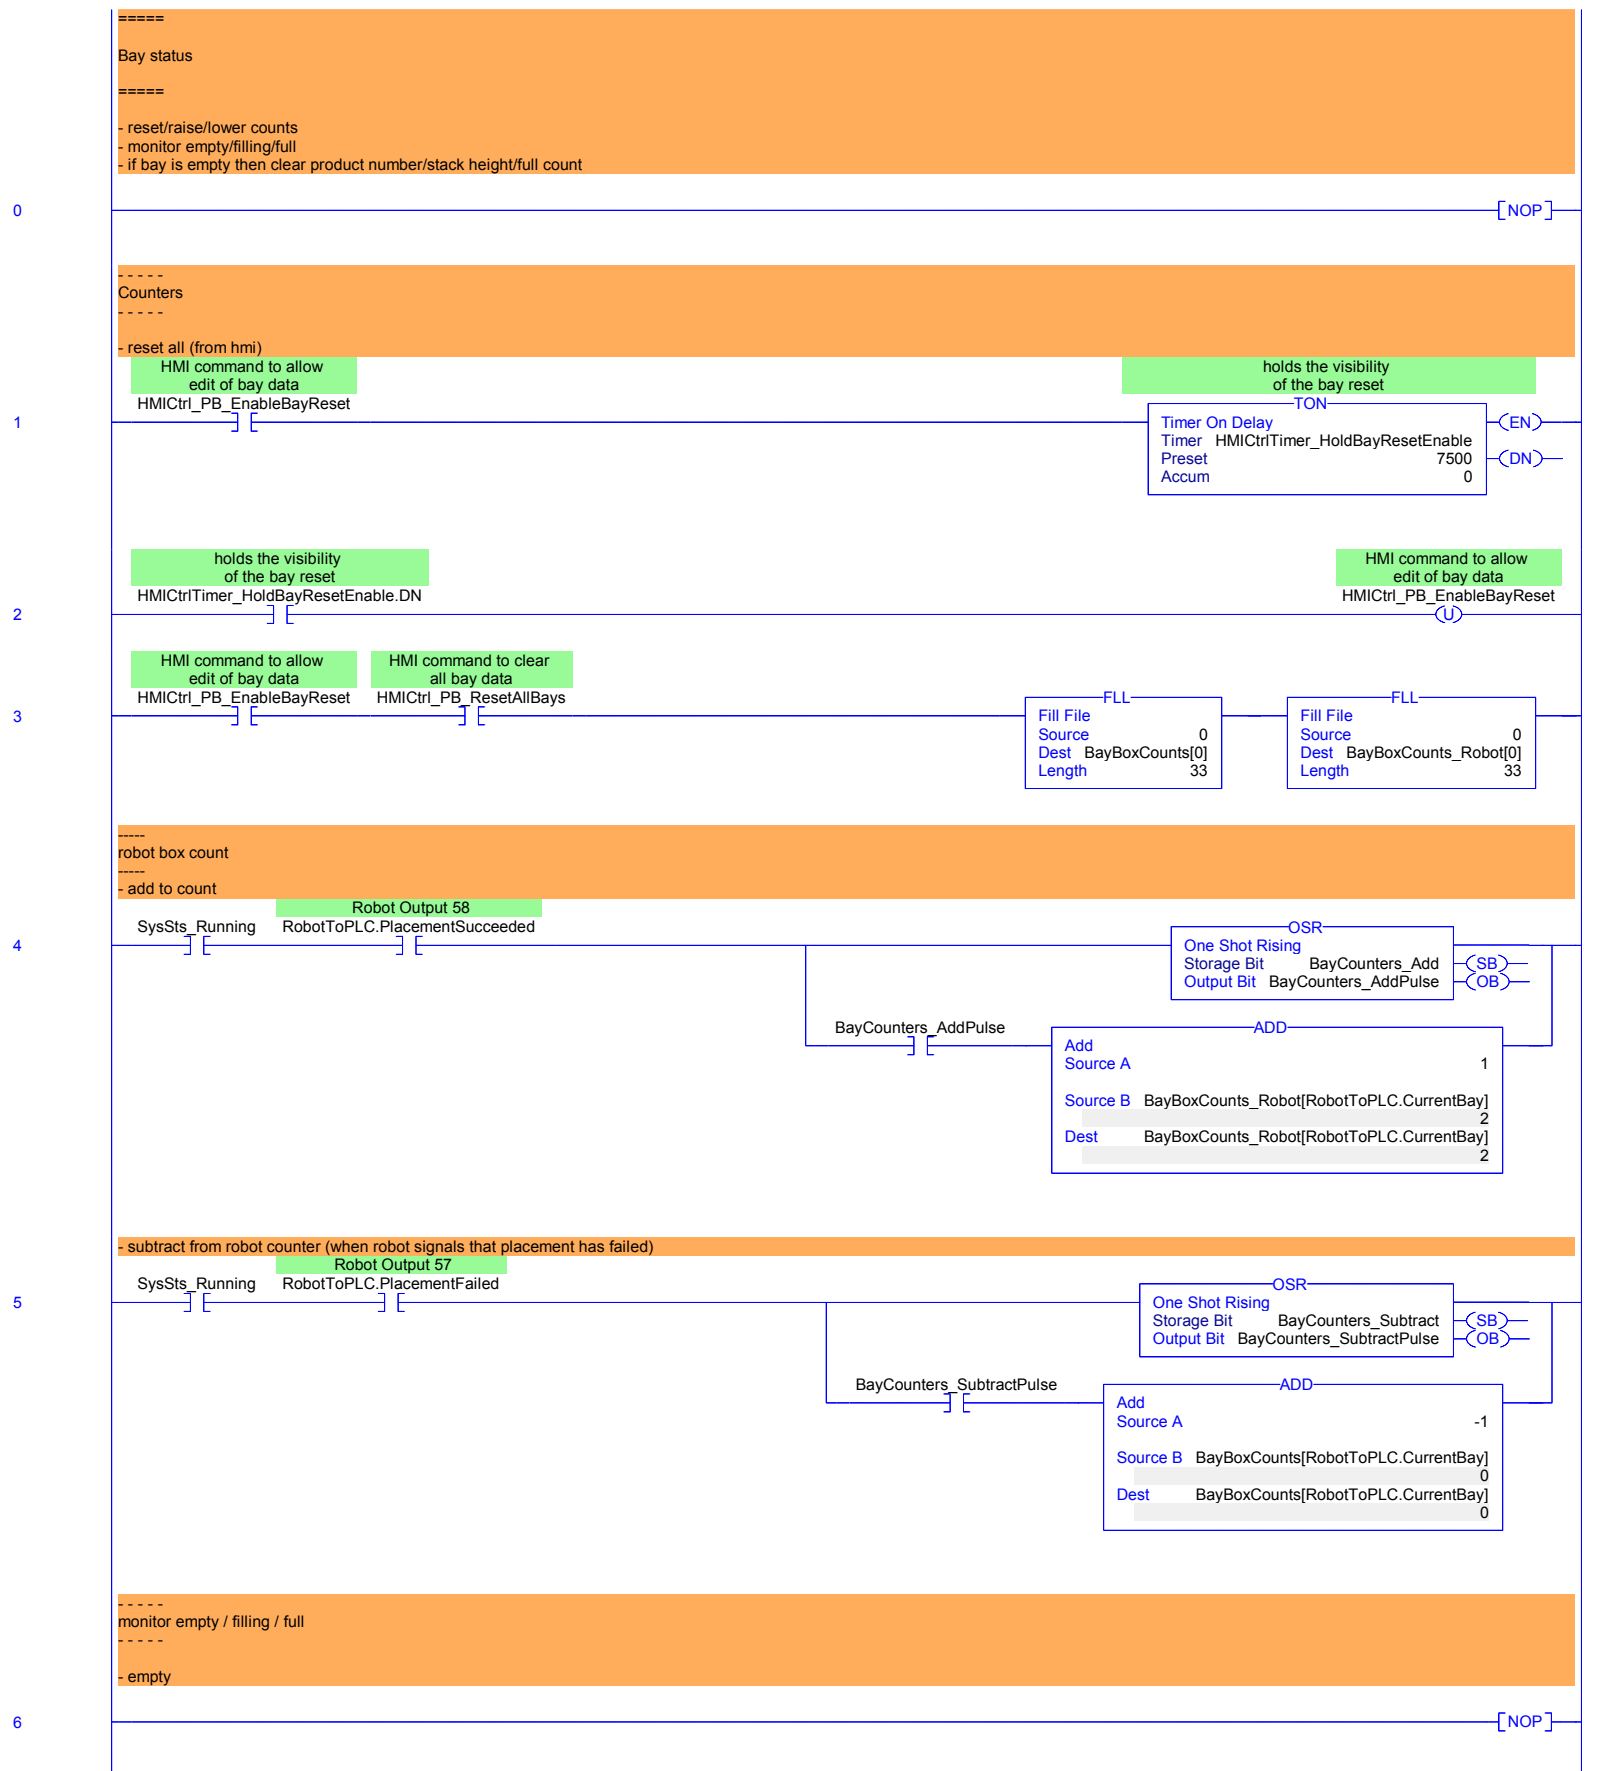 =====
Bay status
=====
- reset/raise/lower counts
- monitor empty/filling/full
- if bay is empty then clear product number/stack height/full count
0
NOP
- - - - -
Counters
- - - - -
- reset all (from hmi)
HMI command to allow
edit of bay data
HMICtrl_PB_EnableBayReset
holds the visibility
of the bay reset
1
TON
Timer On Delay
Timer HMICtrlTimer_HoldBayResetEnable
Preset 7500
Accum 0
EN
DN
holds the visibility
of the bay reset
HMICtrlTimer_HoldBayResetEnable.DN
HMI command to allow
edit of bay data
HMICtrl_PB_EnableBayReset
2
U
HMI command to allow
edit of bay data
HMICtrl_PB_EnableBayReset
HMI command to clear
all bay data
HMICtrl_PB_ResetAllBays
3
FLL
Fill File
Source 0
Dest BayBoxCounts[0]
Length 33
FLL
Fill File
Source 0
Dest BayBoxCounts_Robot[0]
Length 33
-----
robot box count
-----
- add to count
SysSts_Running
Robot Output 58
RobotToPLC.PlacementSucceeded
4
OSR
One Shot Rising
Storage Bit BayCounters_Add
Output Bit BayCounters_AddPulse
SB
OB
BayCounters_AddPulse
ADD
Add
Source A 1
Source B BayBoxCounts_Robot[RobotToPLC.CurrentBay]
2
Dest BayBoxCounts_Robot[RobotToPLC.CurrentBay]
2
- subtract from robot counter (when robot signals that placement has failed)
SysSts_Running
Robot Output 57
RobotToPLC.PlacementFailed
5
OSR
One Shot Rising
Storage Bit BayCounters_Subtract
Output Bit BayCounters_SubtractPulse
SB
OB
BayCounters_SubtractPulse
ADD
Add
Source A -1
Source B BayBoxCounts[RobotToPLC.CurrentBay]
0
Dest BayBoxCounts[RobotToPLC.CurrentBay]
0
- - - - -
monitor empty / filling / full
- - - - -
- empty
6
NOP